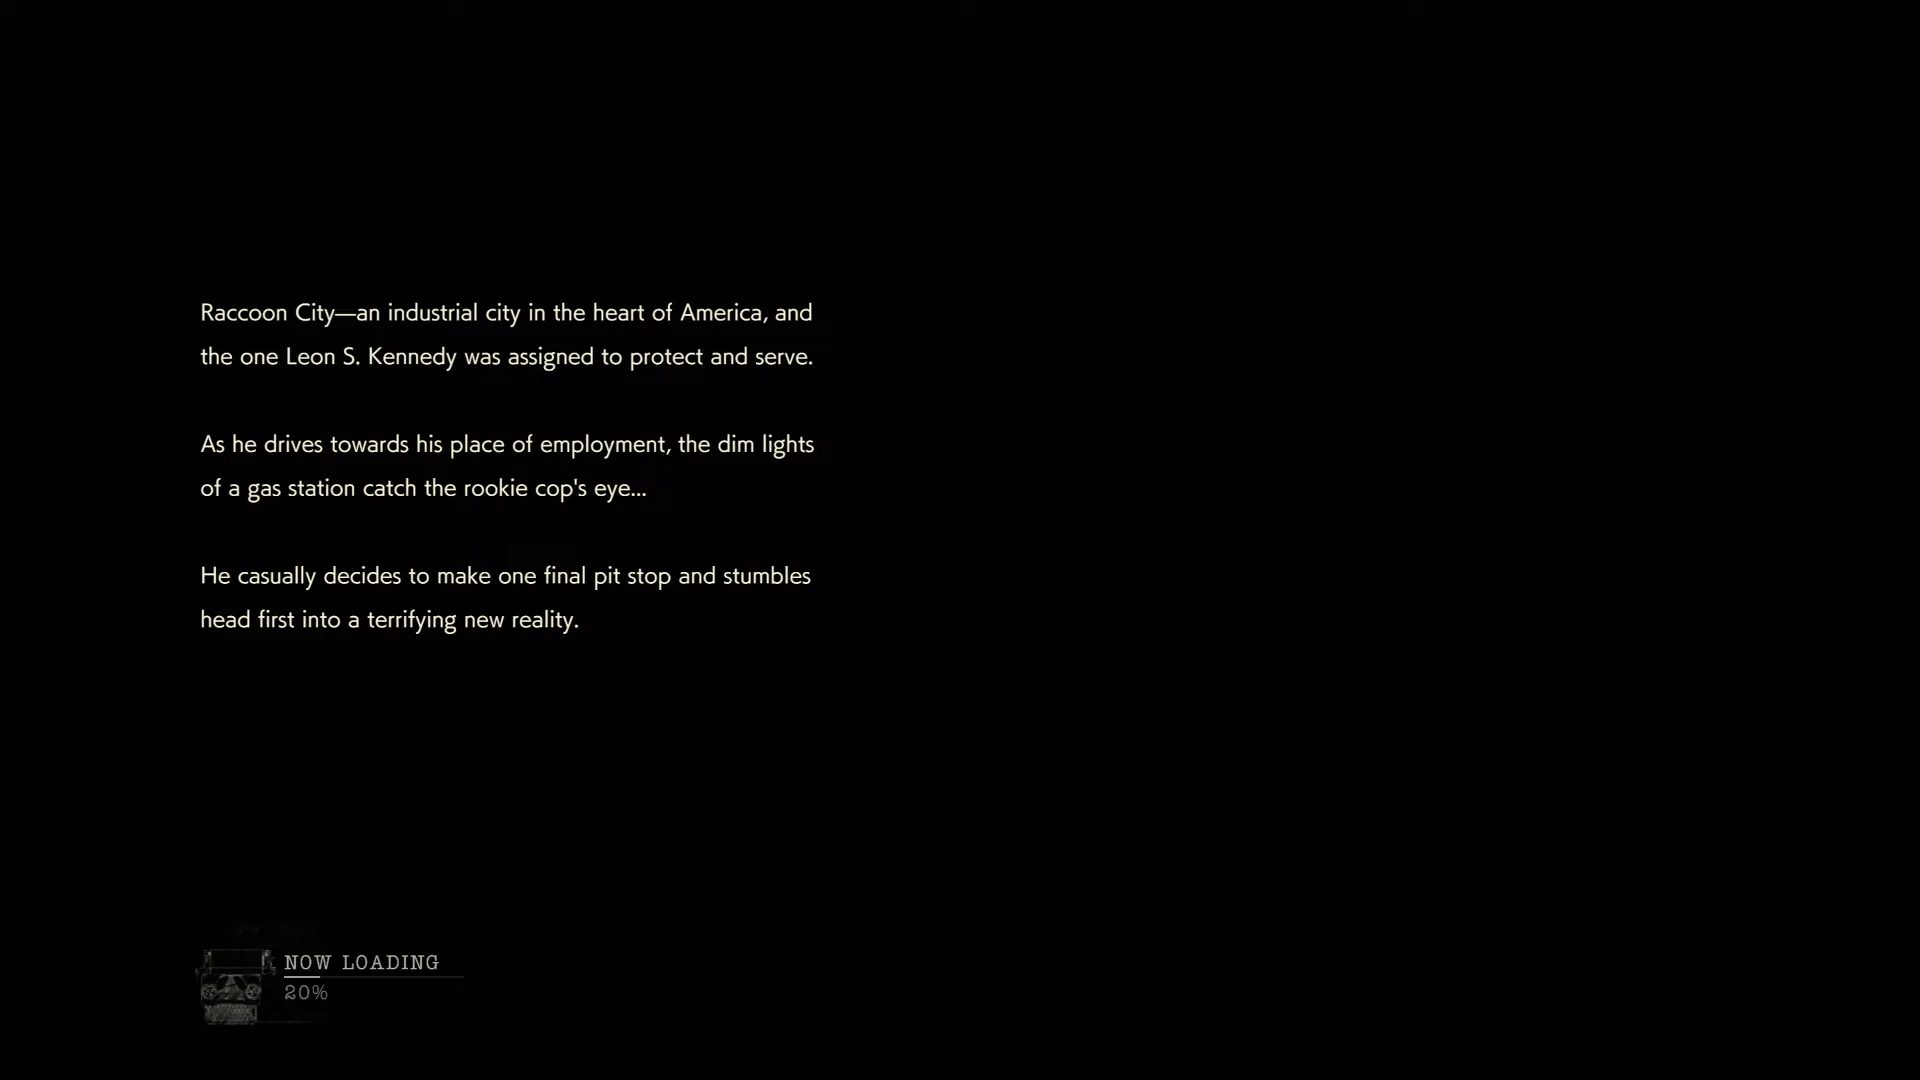 Raccoon City—an industrial city in the heart of America, and
the one Leon S. Kennedy was assigned to protect and serve.
As he drives towards his place of employment, the dim lights
of a gas station catch the rookie cop's eye...
He casually decides to make one final pit stop and stumbles
head first into a terrifying new reality.
NOW LOADING
20%